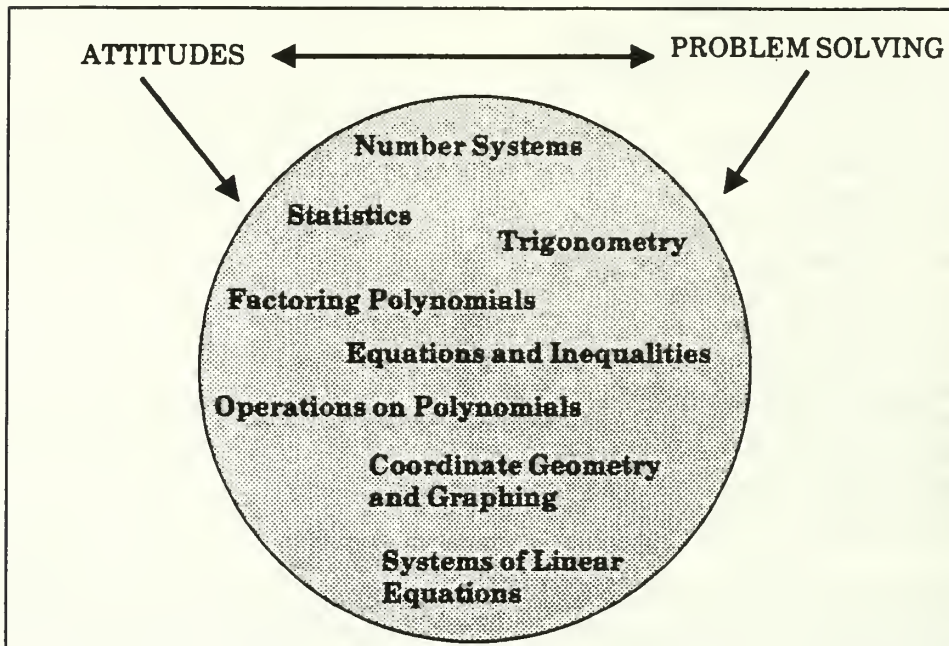 ATTITUDES
PROBLEM SOLVING
Number Systems
Statistics
Trigonometry
Factoring Polynomials
Equations and Inequalities
Operations on Polynomials
Coordinate Geometry
and Graphing
Systems of Linear
Equations